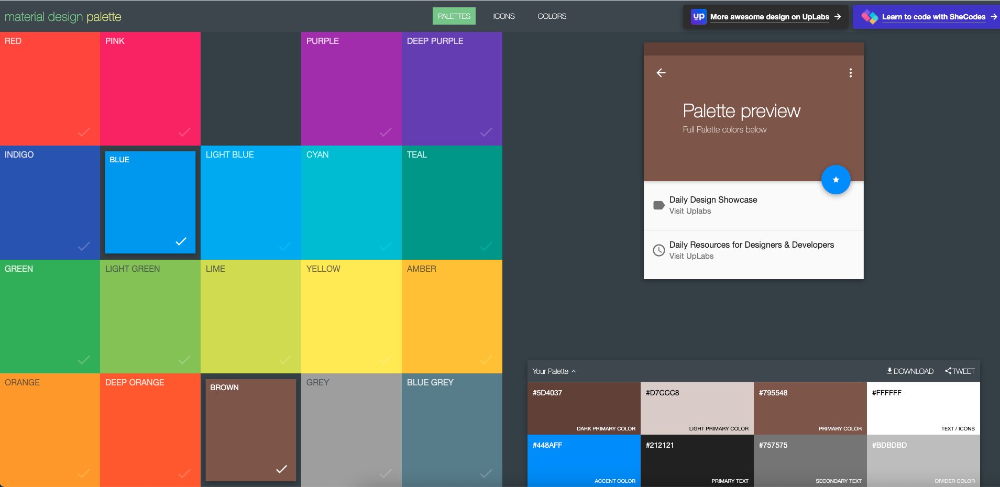 material design palette
PALETTES
ICONS
COLORS
up
More awesome design on UpLabs
Learn to code with SheCodes
RED
PINK
PURPLE
DEEP PURPLE
INDIGO
BLUE
LIGHT BLUE
CYAN
TEAL
GREEN
LIGHT GREEN
LIME
YELLOW
AMBER
ORANGE
DEEP ORANGE
BROWN
GREY
BLUE GREY
Palette preview
Full Palette colors below
Daily Design Showcase
Visit Uplabs
Daily Resources for Designers & Developers
Visit UpLabs
Your Palette
DOWNLOAD
TWEET
#5D4037
DARK PRIMARY COLOR
#D7CCC8
LIGHT PRIMARY COLOR
#795548
PRIMARY COLOR
#FFFFFF
TEXT / ICONS
#448AFF
ACCENT COLOR
#212121
PRIMARY TEXT
#757575
SECONDARY TEXT
#BDBDBD
DIVIDER COLOR